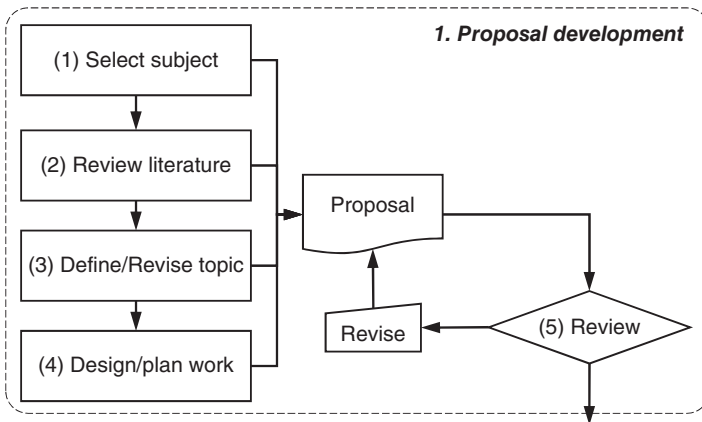 1. Proposal development
(1) Select subject
(2) Review literature
(3) Define/Revise topic
(4) Design/plan work
Proposal
Revise
(5) Review